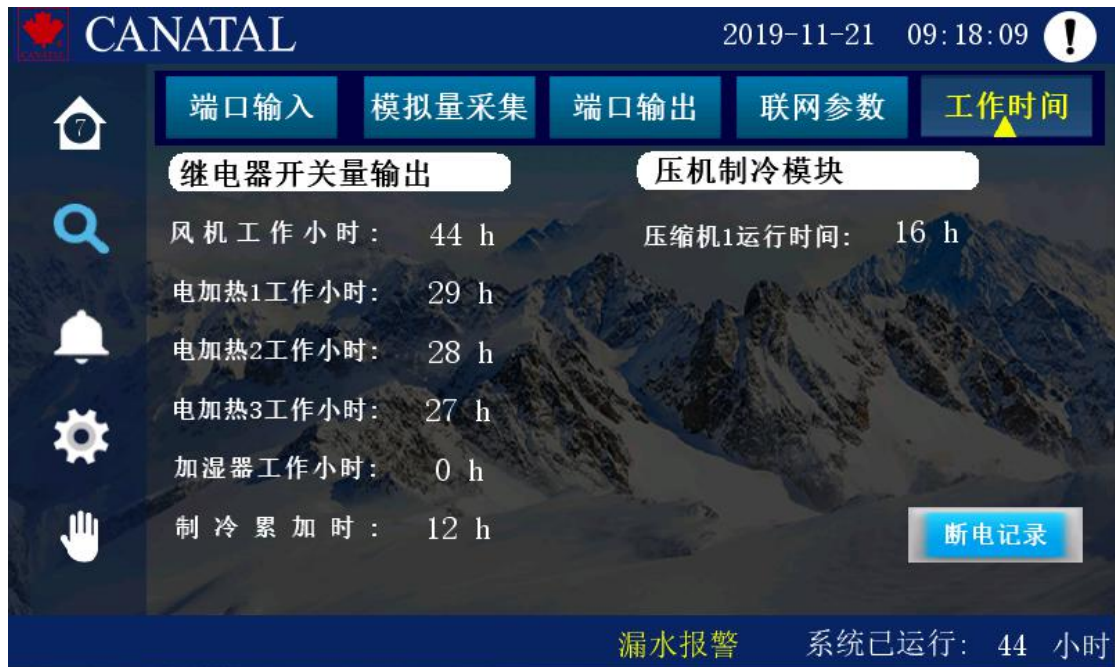 CANATAL
2019-11-21 09:18:09
端口输入 模拟量采集 端口输出 联网参数 工作时间
7
继电器开关量输出 压机制冷模块
风机工作小时: 44 h 压缩机1运行时间: 16 h
电加热1工作小时: 29 h
电加热2工作小时: 28 h
电加热3工作小时: 27 h
加湿器工作小时: 0 h
制冷累加时: 12 h
断电记录
漏水报警 系统已运行: 44 小时